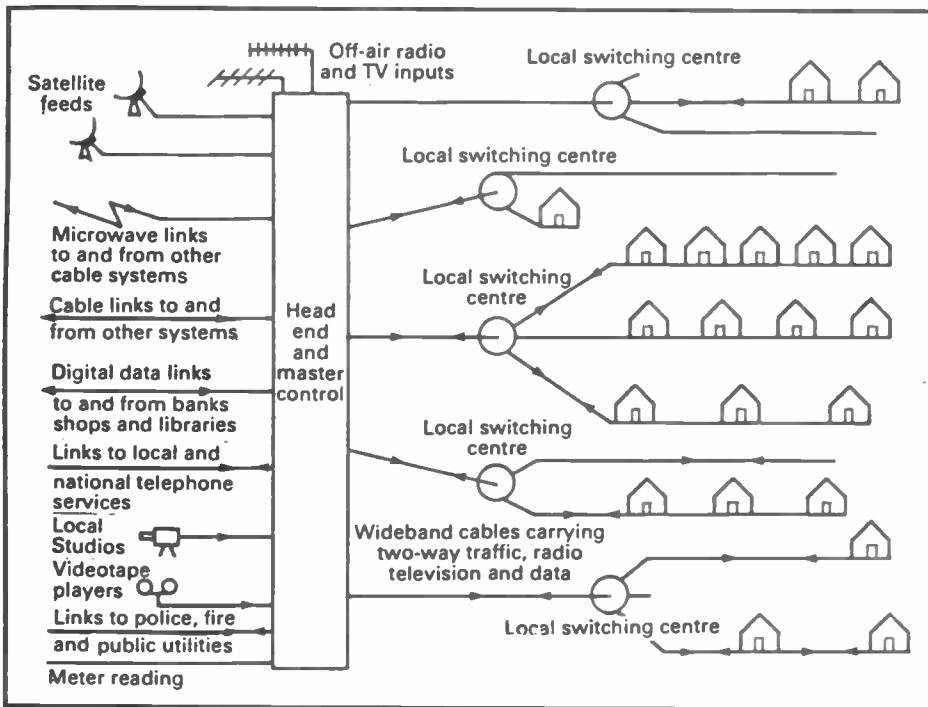 Off-air radio
and TV inputs
Satellite
feeds
Microwave links
to and from other
cable systems
Cable links to and
from other systems
Digital data links
to and from banks
shops and libraries
Links to local and
national telephone
services
Local
Studios
Videotape
players
Links to police, fire
and public utilities
Meter reading
Head
end
and
master
control
Local switching centre
Local switching centre
Local switching
centre
Local switching
centre
Wideband cables carrying
two-way traffic, radio
television and data
Local switching centre